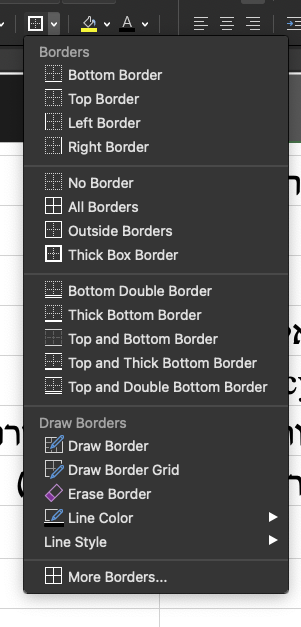 A
Borders
Bottom Border
Top Border
Left Border
Right Border
No Border
All Borders
Outside Borders
Thick Box Border
Bottom Double Border
Thick Bottom Border
Top and Bottom Border
Top and Thick Bottom Border
Top and Double Bottom Border
Draw Borders
Draw Border
Draw Border Grid
Erase Border
Line Color
Line Style
More Borders...